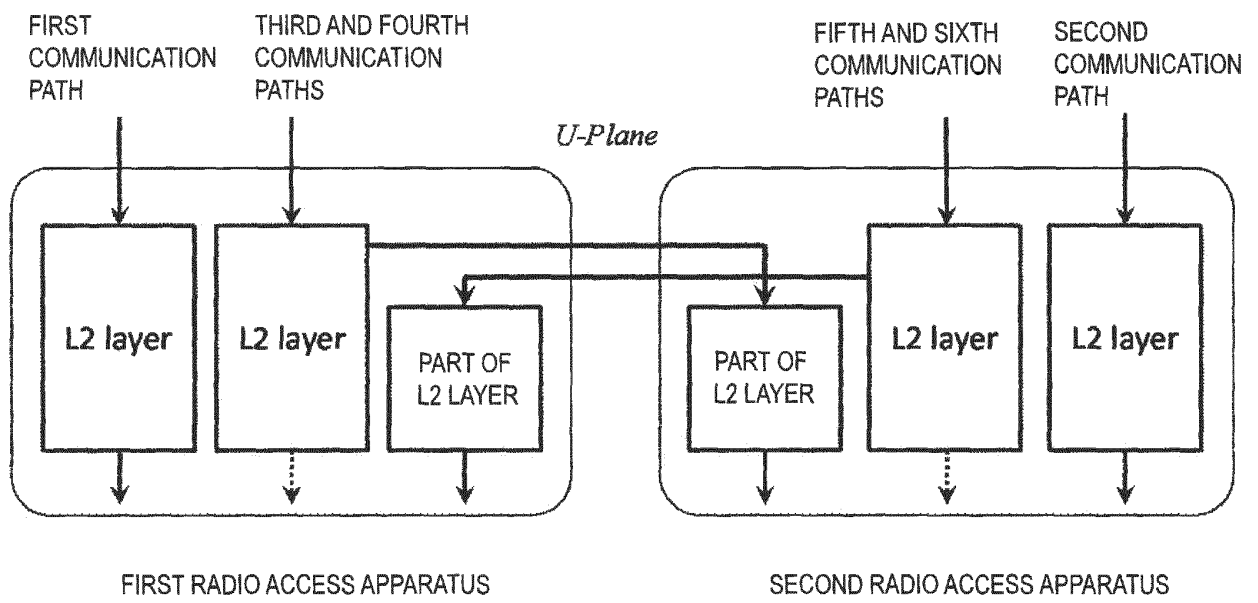 FIRST
COMMUNICATION
PATH
THIRD AND FOURTH
COMMUNICATION
PATHS
FIFTH AND SIXTH
COMMUNICATION
PATHS
SECOND
COMMUNICATION
PATH
U-Plane
L2 layer
L2 layer
PART OF
L2 LAYER
PART OF
L2 LAYER
L2 layer
L2 layer
FIRST RADIO ACCESS APPARATUS
SECOND RADIO ACCESS APPARATUS